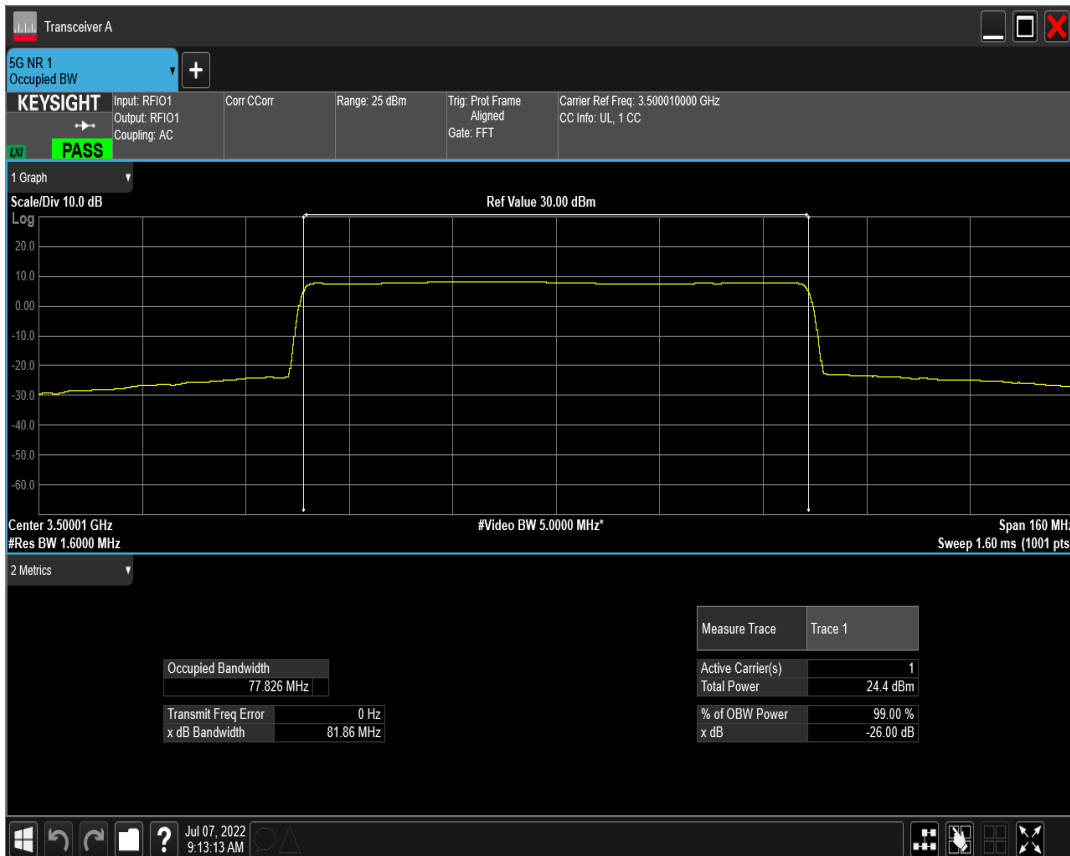 Transceiver A
5G NR 1
Occupied BW
+
KEYSIGHT
LXI
PASS
Input: RFIO1
Output: RFIO1
Coupling: AC
Corr CCorr
Range: 25 dBm
Trig: Prot Frame
Aligned
Gate: FFT
Carrier Ref Freq: 3.500010000 GHz
CC Info: UL, 1 CC
1 Graph
Scale/Div 10.0 dB
Ref Value 30.00 dBm
Log
20.0
10.0
0.00
-10.0
-20.0
-30.0
-40.0
-50.0
-60.0
Center 3.50001 GHz
#Video BW 5.0000 MHz*
Span 160 MHz
#Res BW 1.6000 MHz
Sweep 1.60 ms (1001 pts
2 Metrics
Measure Trace Trace 1
Occupied Bandwidth
77.826 MHz
Active Carrier(s) 1
Total Power 24.4 dBm
Transmit Freq Error 0 Hz
x dB Bandwidth 81.86 MHz
% of OBW Power 99.00 %
x dB -26.00 dB
?
Jul 07, 2022
9:13:13 AM